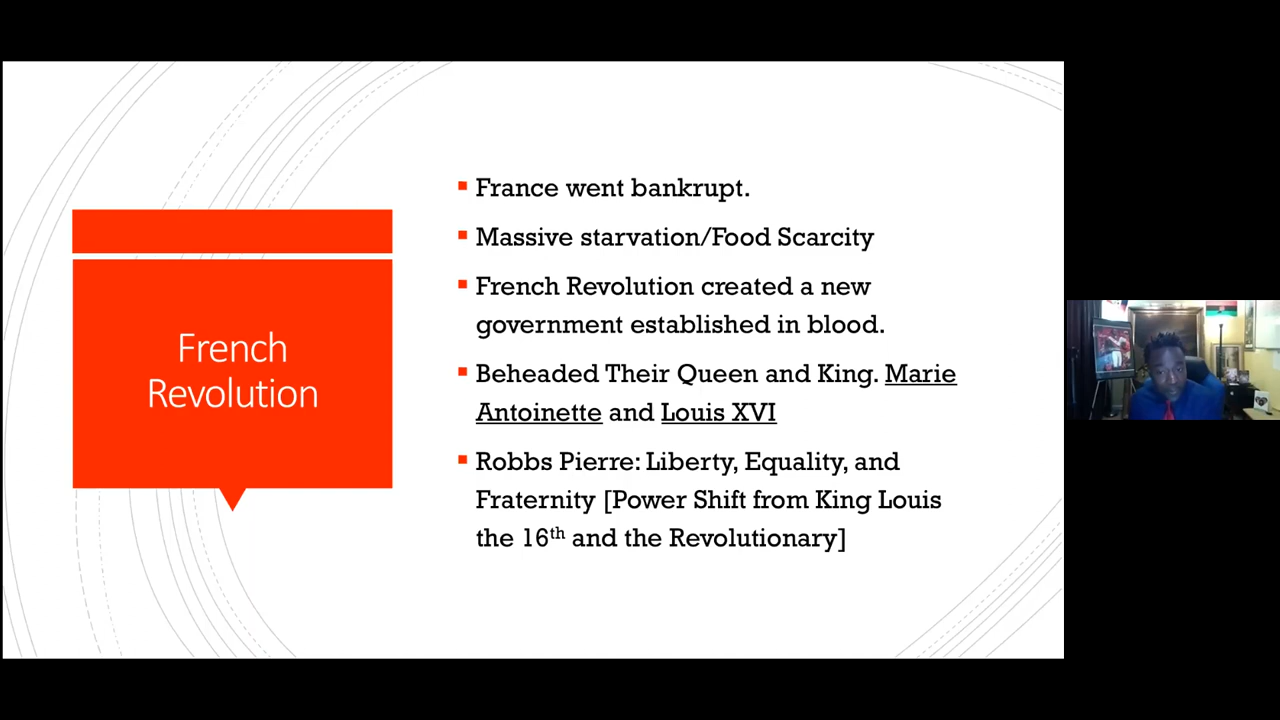 French
Revolution
France went bankrupt.
Massive starvation/Food Scarcity
French Revolution created a new
government established in blood.
Beheaded Their Queen and King. Marie
Antoinette and Louis XVI
Robbs Pierre: Liberty, Equality, and
Fraternity [Power Shift from King Louis
the 16th and the Revolutionary]